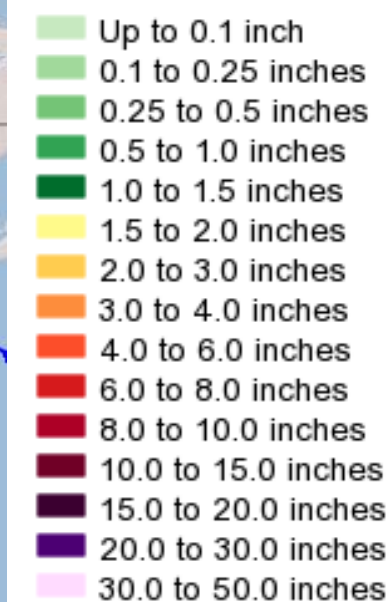 Up to 0.1 inch
0.1 to 0.25 inches
0.25 to 0.5 inches
0.5 to 1.0 inches
1.0 to 1.5 inches
1.5 to 2.0 inches
2.0 to 3.0 inches
3.0 to 4.0 inches
4.0 to 6.0 inches
6.0 to 8.0 inches
8.0 to 10.0 inches
10.0 to 15.0 inches
15.0 to 20.0 inches
20.0 to 30.0 inches
30.0 to 50.0 inches